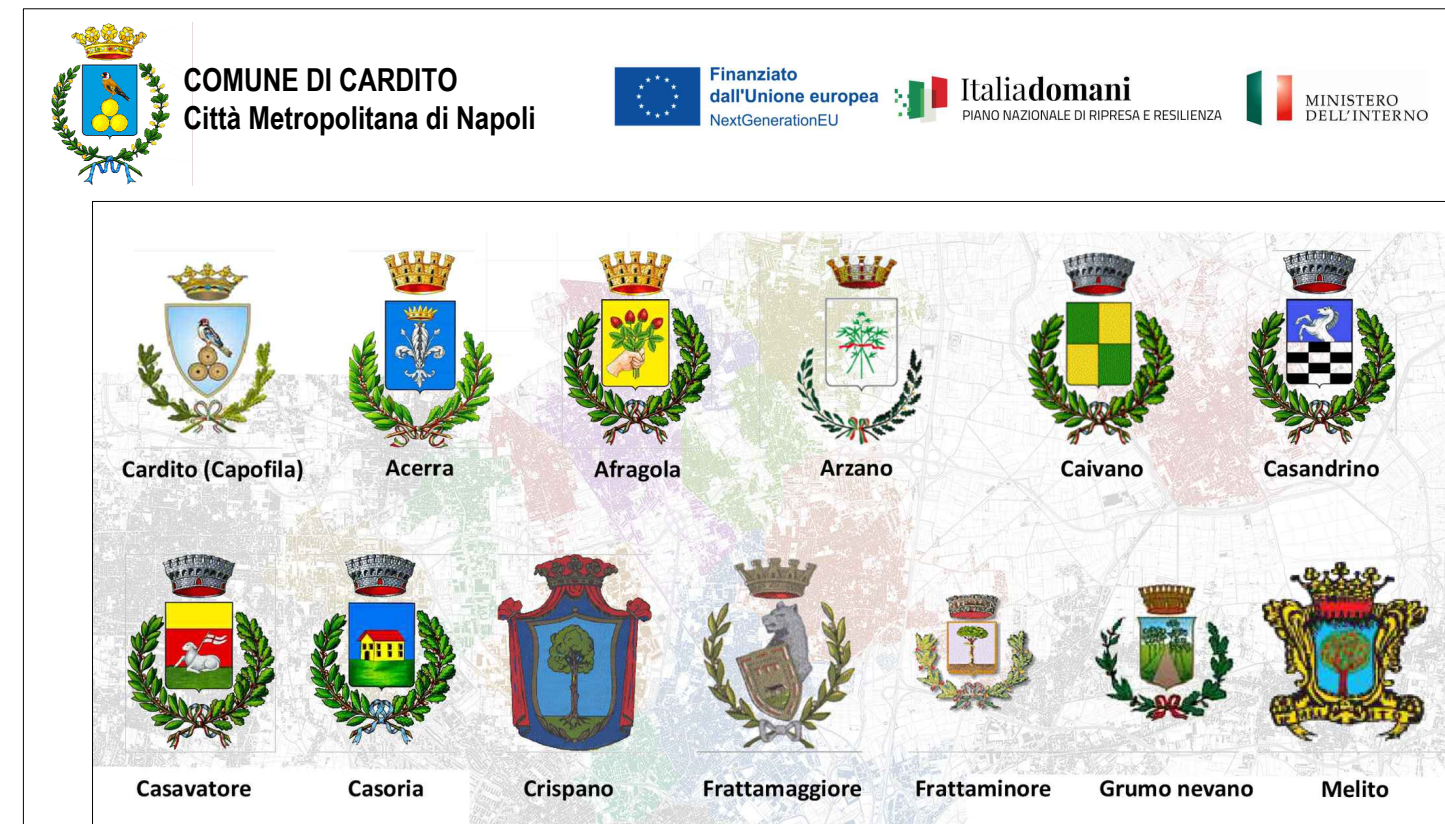 COMUNE DI CARDITO
Città Metropolitana di Napoli
Finanziato
dall'Unione europea
NextGenerationEU
Italiadomani
PIANO NAZIONALE DI RIPRESA E RESILIENZA
MINISTERO
DELL'INTERNO
Cardito (Capofila)
Acerra
Afragola
Arzano
Caivano
Casandrino
Casavatore
Casoria
Crispano
Frattamaggiore
Frattaminore
Grumo nevano
Melito